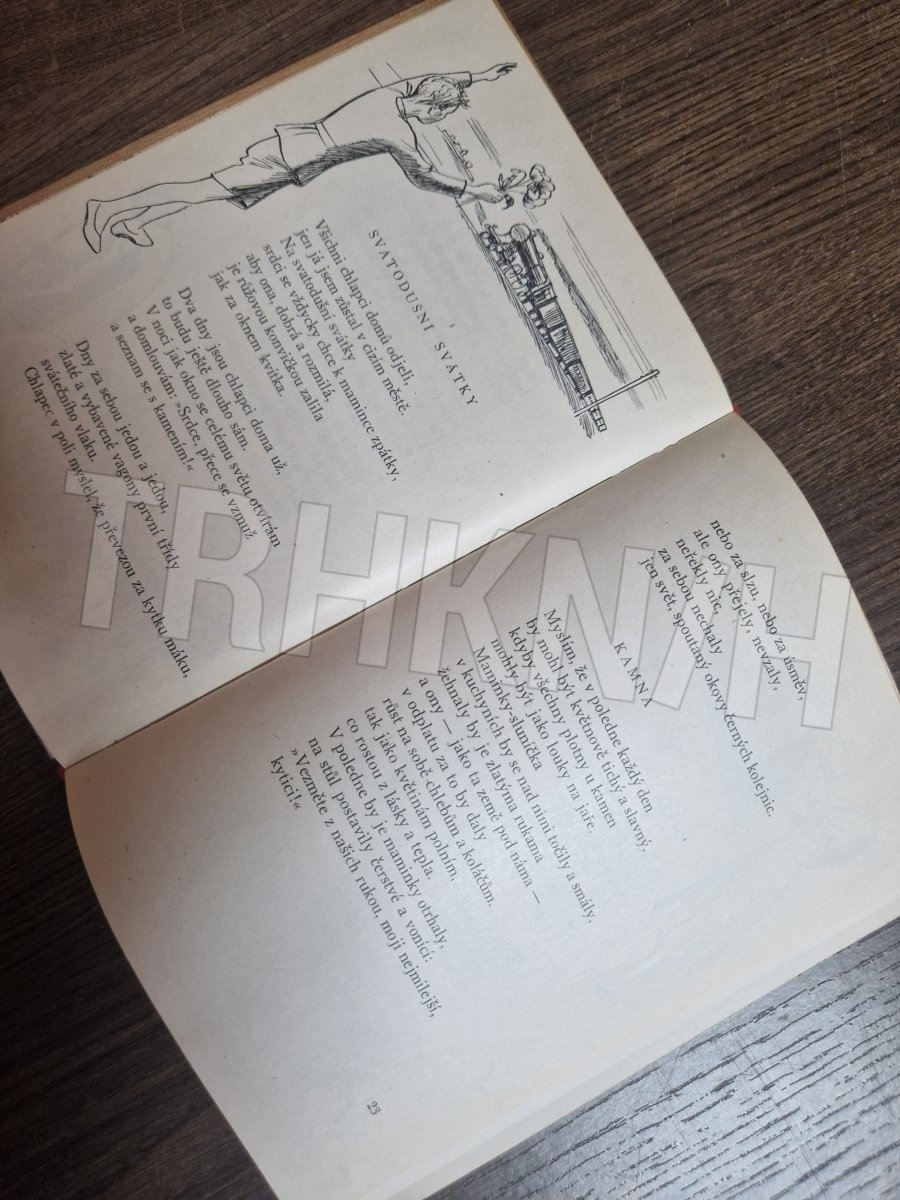 SVATODUŠNÍ SVÁTKY
Všichni chlapci domů odjeli,
jen já jsem zůstal v cizím městě.
Na svatodušní svátky
srdci se vždycky chce k mamince zpátky,
aby ona, dobrá a rozmilá,
je růžovou konvičkou zalila
jak za oknem kvítka.
Dva dny jsou chlapci doma už,
to budu ještě dlouho sám.
V noci jak okno se celému světu otvírám
a domlouvám: »Srdce, přece se vzmuž
a seznam se s kamením!«
Dny za sebou jedou a jedou,
zlaté a vybavené vagony první třídy
svátečního vlaku.
Chlapec v poli myslel, že převezou za kytku máku,
nebo za slzu, nebo za úsměv,
ale ony přejely, nevzaly,
neřekly nic,
za sebou nechaly
jen svět, spoutaný okovy černých kolejnic.
KAMNA
Myslím, že v poledne každý den
by mohl být květnově tichý a slavný,
kdyby všechny plotny u kamen
mohly být jako louky na jaře.
Maminky-sluníčka
v kuchyních by se nad nimi točily a smály,
žehnaly by je zlatýma rukama
a ony — jako ta země pod náma —
v odplatu za to by daly
růst na sobě chlebům a koláčům,
tak jako květinám polním,
co rostou z lásky a tepla.
V poledne by je maminky otrhaly,
na stůl postavily čerstvé a vonící:
»Vezměte z našich rukou, moji nejmilejší,
kytici!«
23
TRHKNIH